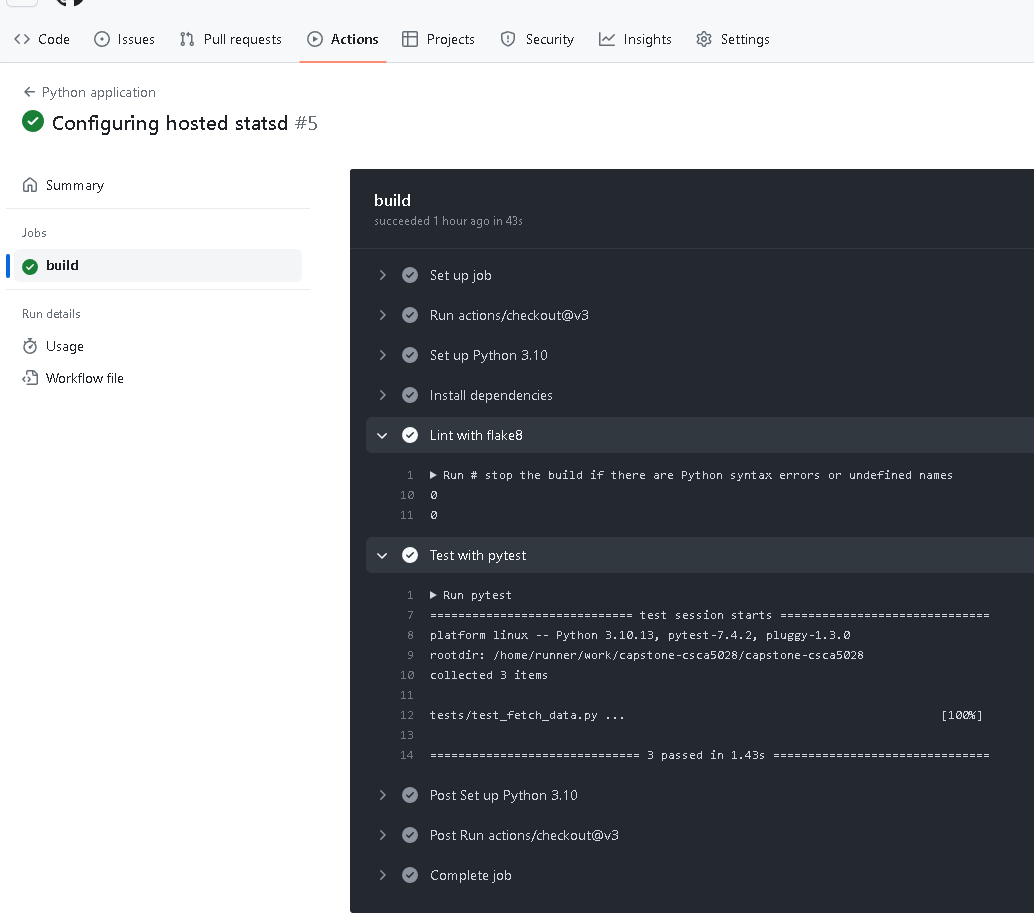 Code Issues Pull requests Actions Projects Security Insights Settings
Python application
Configuring hosted statsd #5
Summary
Jobs
build
Run details
Usage
Workflow file
build
succeeded 1 hour ago in 43s
Set up job
Run actions/checkout@v3
Set up Python 3.10
Install dependencies
Lint with flake8
1 Run # stop the build if there are Python syntax errors or undefined names
10 0
11 0
Test with pytest
1 Run pytest
7 ============================= test session starts ==============================
8 platform linux -- Python 3.10.13, pytest-7.4.2, pluggy-1.3.0
9 rootdir: /home/runner/work/capstone-csca5028/capstone-csca5028
10 collected 3 items
11
12 tests/test_fetch_data.py ... [100%]
13
14 ============================== 3 passed in 1.43s ===============================
Post Set up Python 3.10
Post Run actions/checkout@v3
Complete job